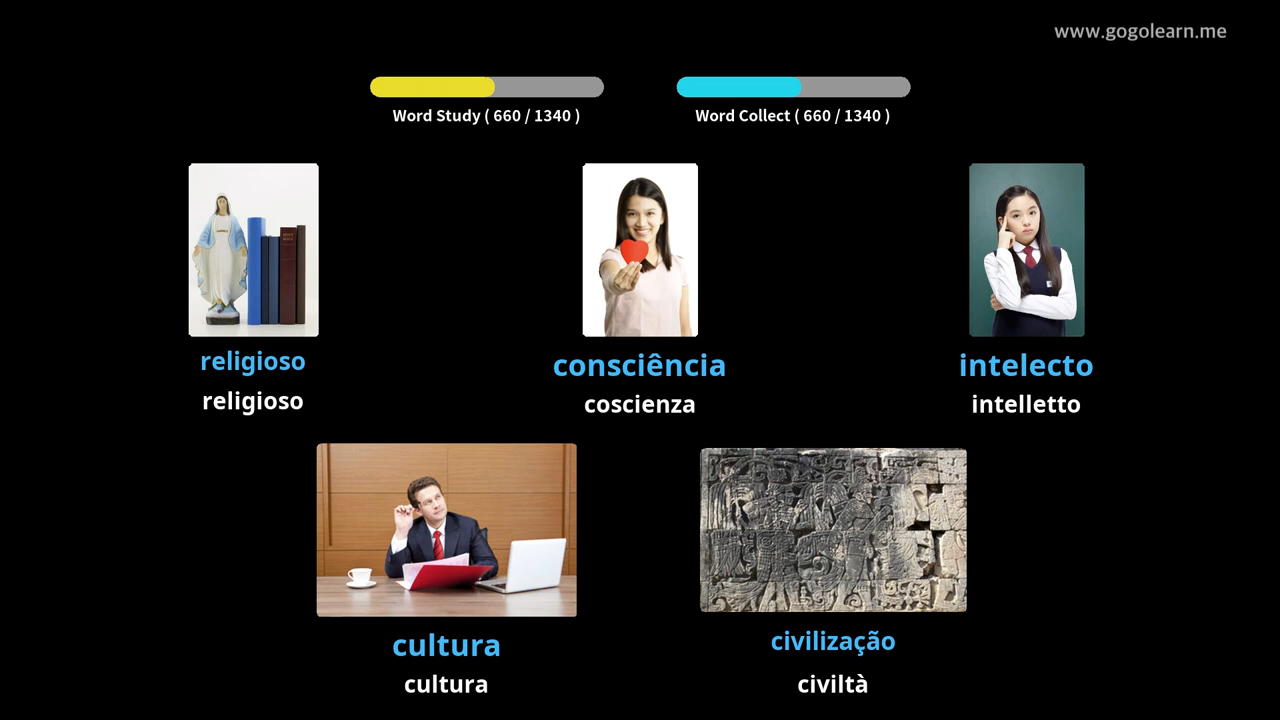 www.gogolearn.me
Word Study ( 660 / 1340 )
Word Collect ( 660 / 1340 )
religioso
religioso
consciência
coscienza
intelecto
intelletto
cultura
cultura
civilização
civiltà